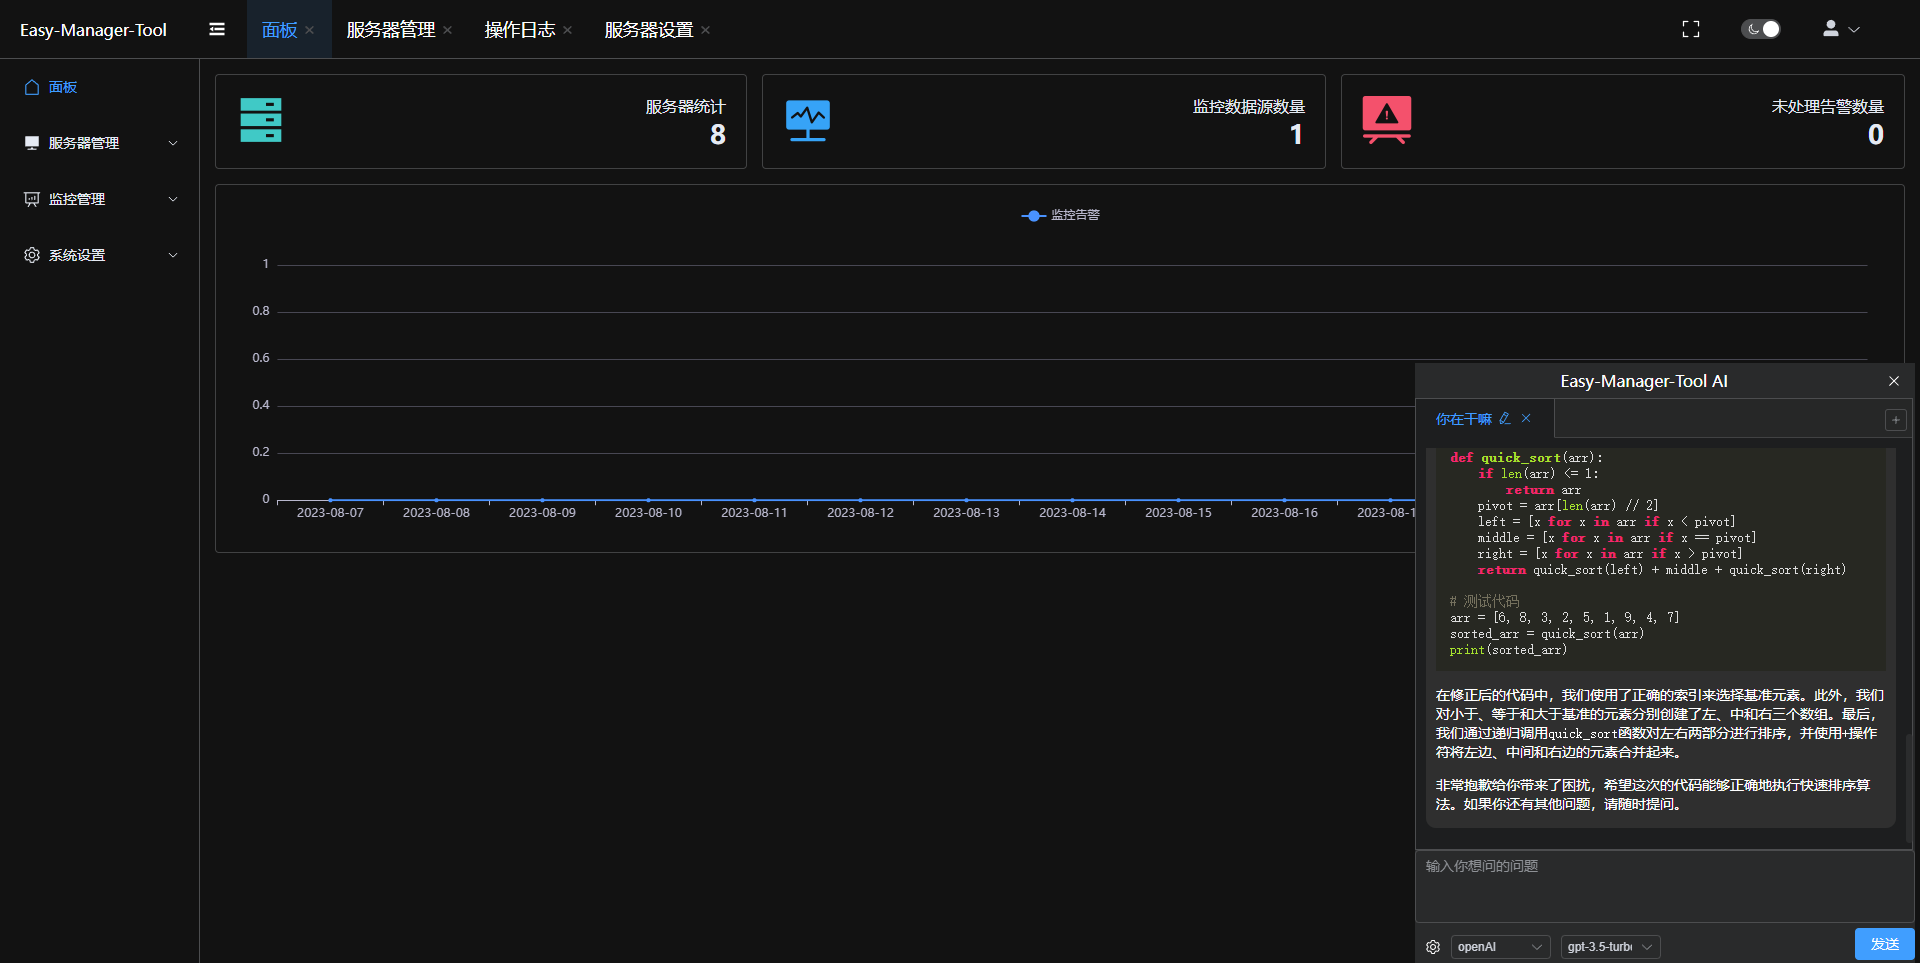 Easy-Manager-Tool
面板
服务器管理
操作日志
服务器设置
面板
服务器管理
监控管理
系统设置
服务器统计
8
监控数据源数量
1
未处理告警数量
0
监控告警
1
0.8
0.6
0.4
0.2
0
2023-08-07 2023-08-08 2023-08-09 2023-08-10 2023-08-11 2023-08-12 2023-08-13 2023-08-14 2023-08-15 2023-08-16 2023-08-1
Easy-Manager-Tool AI
你在干嘛
def quick_sort(arr):
    if len(arr) <= 1:
        return arr
    pivot = arr[len(arr) // 2]
    left = [x for x in arr if x < pivot]
    middle = [x for x in arr if x == pivot]
    right = [x for x in arr if x > pivot]
    return quick_sort(left) + middle + quick_sort(right)
# 测试代码
arr = [6, 8, 3, 2, 5, 1, 9, 4, 7]
sorted_arr = quick_sort(arr)
print(sorted_arr)
在修正后的代码中，我们使用了正确的索引来选择基准元素。此外，我们
对小于、等于和大于基准的元素分别创建了左、中和右三个数组。最后，
我们通过递归调用quick_sort函数对左右两部分进行排序，并使用+操作
符将左边、中间和右边的元素合并起来。
非常抱歉给你带来了困扰，希望这次的代码能够正确地执行快速排序算
法。如果你还有其他问题，请随时提问。
输入你想问的问题
openAI
gpt-3.5-turb
发送